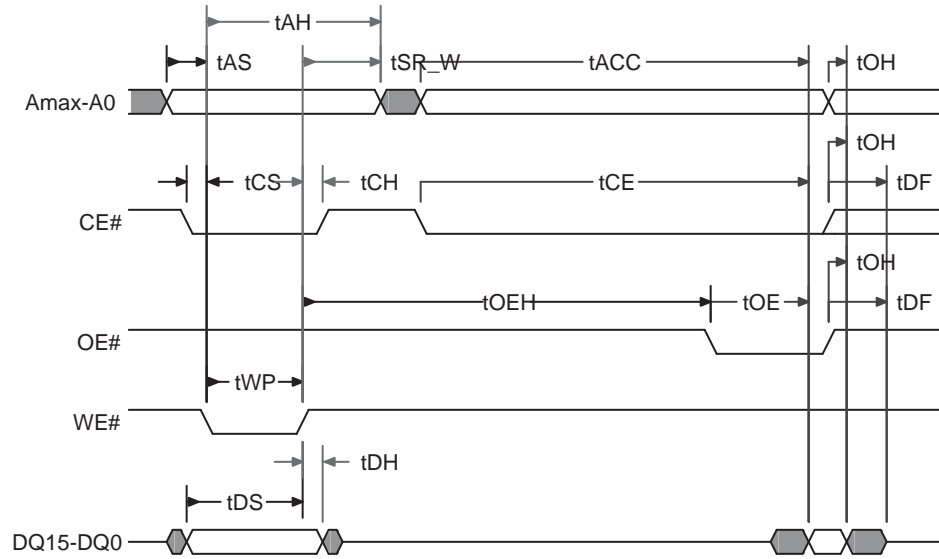 tAH
tAS tSR_W tACC tOH
Amax-A0
tOH
tCS tCH tCE tDF
CE#
tOH
tOEH tOE tDF
OE#
tWP
WE#
tDH
tDS
DQ15-DQ0